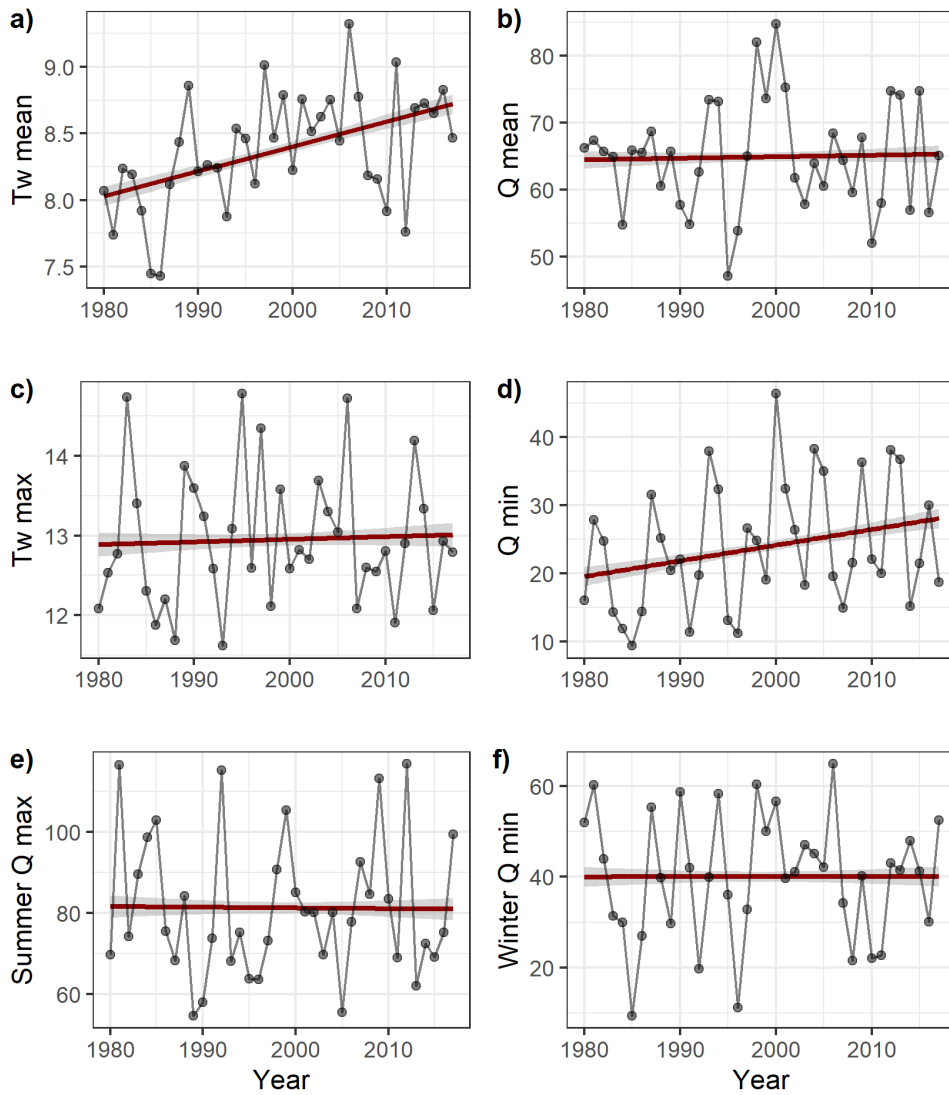 a)
Tw mean
9.0
8.5
8.0
7.5
1980 1990 2000 2010
b)
Q mean
80
70
60
50
1980 1990 2000 2010
c)
Tw max
14
13
12
1980 1990 2000 2010
d)
Q min
40
30
20
10
1980 1990 2000 2010
e)
Summer Q max
100
80
60
1980 1990 2000 2010
Year
f)
Winter Q min
60
40
20
1980 1990 2000 2010
Year